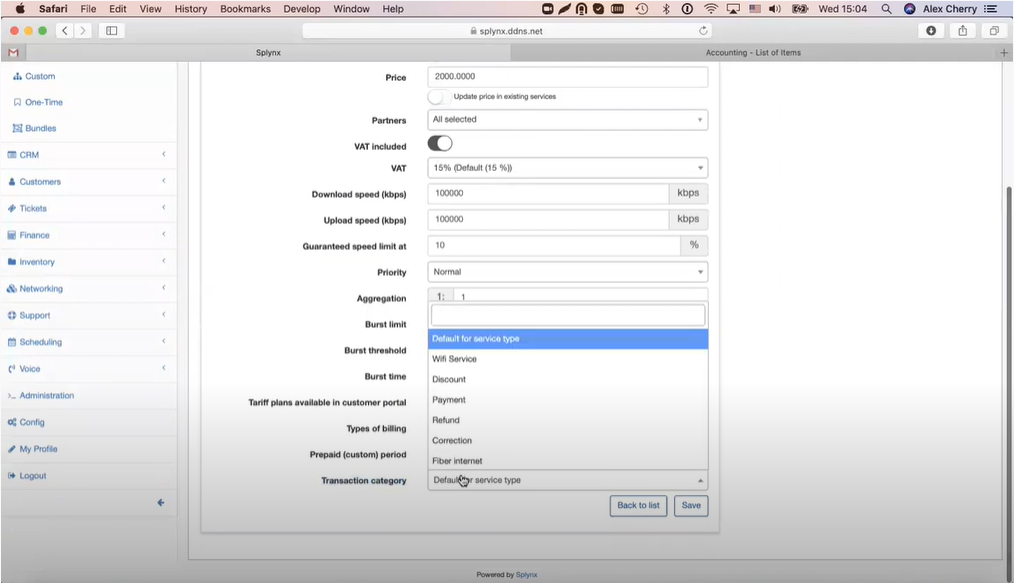 Safari File Edit View History Bookmarks Develop Window Help Wed 15:04 Alex Cherry
splynx.ddns.net
Splynx Accounting - List of Items
Custom
One-Time
Bundles
CRM
Customers
Tickets
Finance
Inventory
Networking
Support
Scheduling
Voice
Administration
Config
My Profile
Logout
Price 2000.0000
Update price in existing services
Partners All selected
VAT included
VAT 15% (Default (15 %))
Download speed (kbps) 100000 kbps
Upload speed (kbps) 100000 kbps
Guaranteed speed limit at 10 %
Priority Normal
Aggregation 1: 1
Burst limit
Burst threshold
Burst time
Tariff plans available in customer portal
Types of billing
Prepaid (custom) period
Default for service type
Wifi Service
Discount
Payment
Refund
Correction
Fiber internet
Transaction category Default for service type
Back to list Save
Powered by Splynx